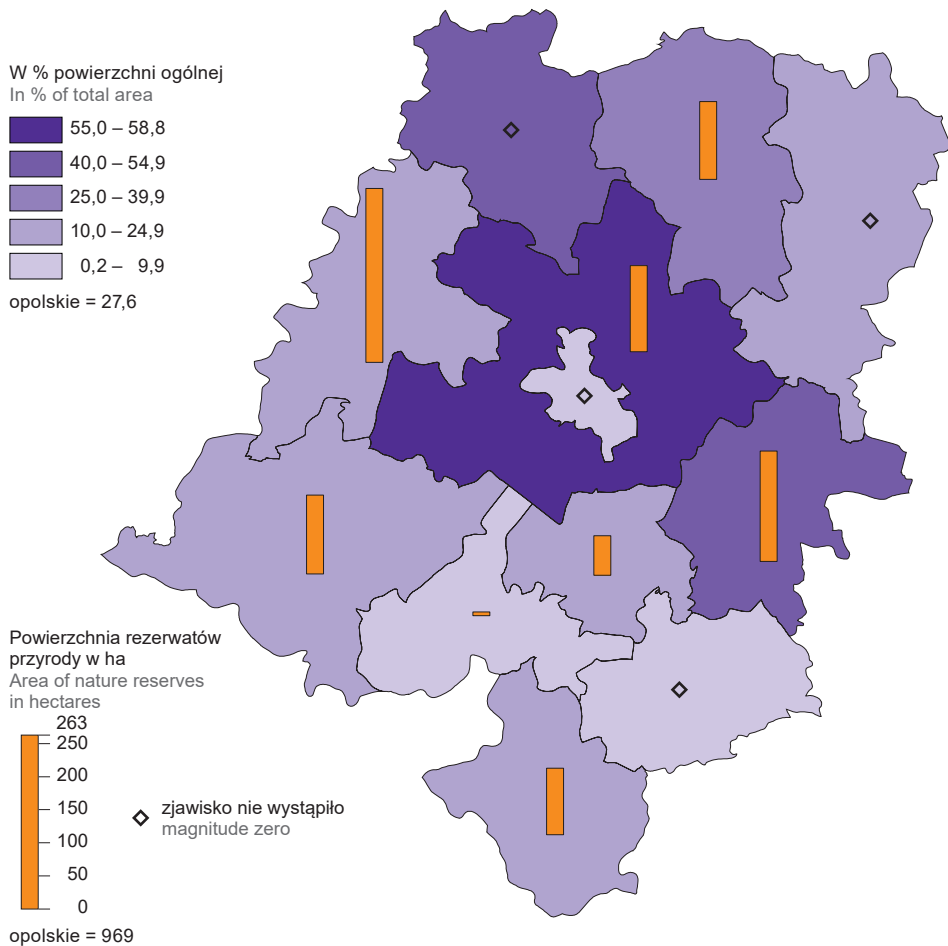 W % powierzchni ogólnej
In % of total area
55,0 – 58,8
40,0 – 54,9
25,0 – 39,9
10,0 – 24,9
0,2 – 9,9
opolskie = 27,6
Powierzchnia rezerwatów
przyrody w ha
Area of nature reserves
in hectares
263
250
200
150
100
50
0
zjawisko nie wystąpiło
magnitude zero
opolskie = 969